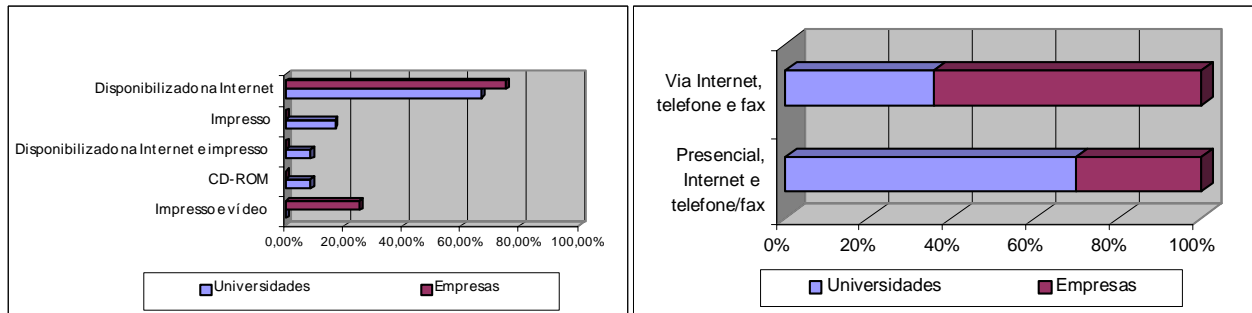 Disponibilizado na Internet
Impresso
Disponibilizado na Internet e impresso
CD-ROM
Impresso e vídeo
0,00% 20,00% 40,00% 60,00% 80,00% 100,00%
Universidades Empresas
Via Internet,
telefone e fax
Presencial,
Internet e
telefone/fax
0% 20% 40% 60% 80% 100%
Universidades Empresas